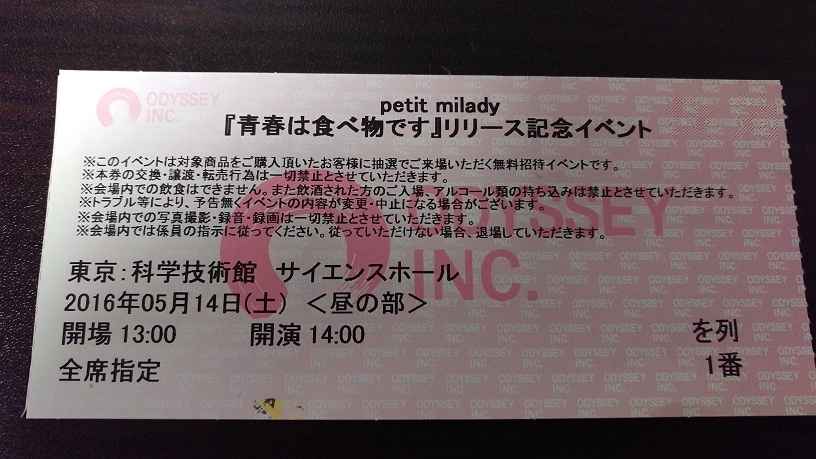 ODYSSEY INC.
petit milady
『青春は食べ物です』リリース記念イベント
※このイベントは対象商品をご購入頂いたお客様に抽選でご来場いただく無料招待イベントです。
※本券の交換・譲渡・転売行為は一切禁止とさせていただきます。
※会場内での飲食はできません。また飲酒された方のご入場、アルコール類の持ち込みは禁止とさせていただきます。
※トラブル等により、予告無くイベントの内容が変更・中止になる場合がございます。
※会場内での写真撮影・録音・録画は一切禁止とさせていただきます。
※会場内では係員の指示に従ってください。従っていただけない場合、退場していただきます。
ODYSSEY INC.
東京：科学技術館　サイエンスホール
2016年05月14日(土)　＜昼の部＞
開場 13:00　　開演 14:00　　を列
全席指定　　1番